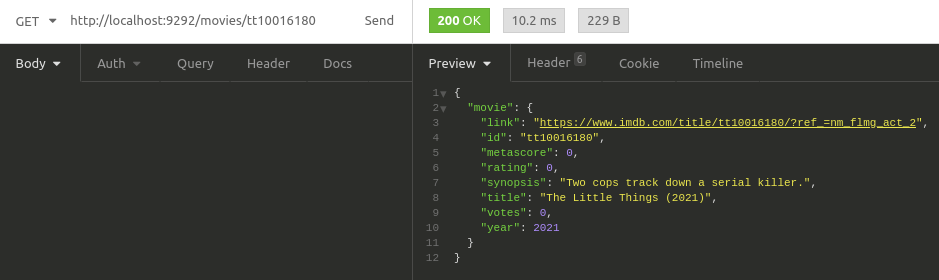 GET http://localhost:9292/movies/tt10016180 Send 200 OK 10.2 ms 229 B
Body Auth Query Header Docs Preview Header 6 Cookie Timeline
1 {
2 "movie": {
3 "link": "https://www.imdb.com/title/tt10016180/?ref_=nm_flmg_act_2",
4 "id": "tt10016180",
5 "metascore": 0,
6 "rating": 0,
7 "synopsis": "Two cops track down a serial killer.",
8 "title": "The Little Things (2021)",
9 "votes": 0,
10 "year": 2021
11 }
12 }